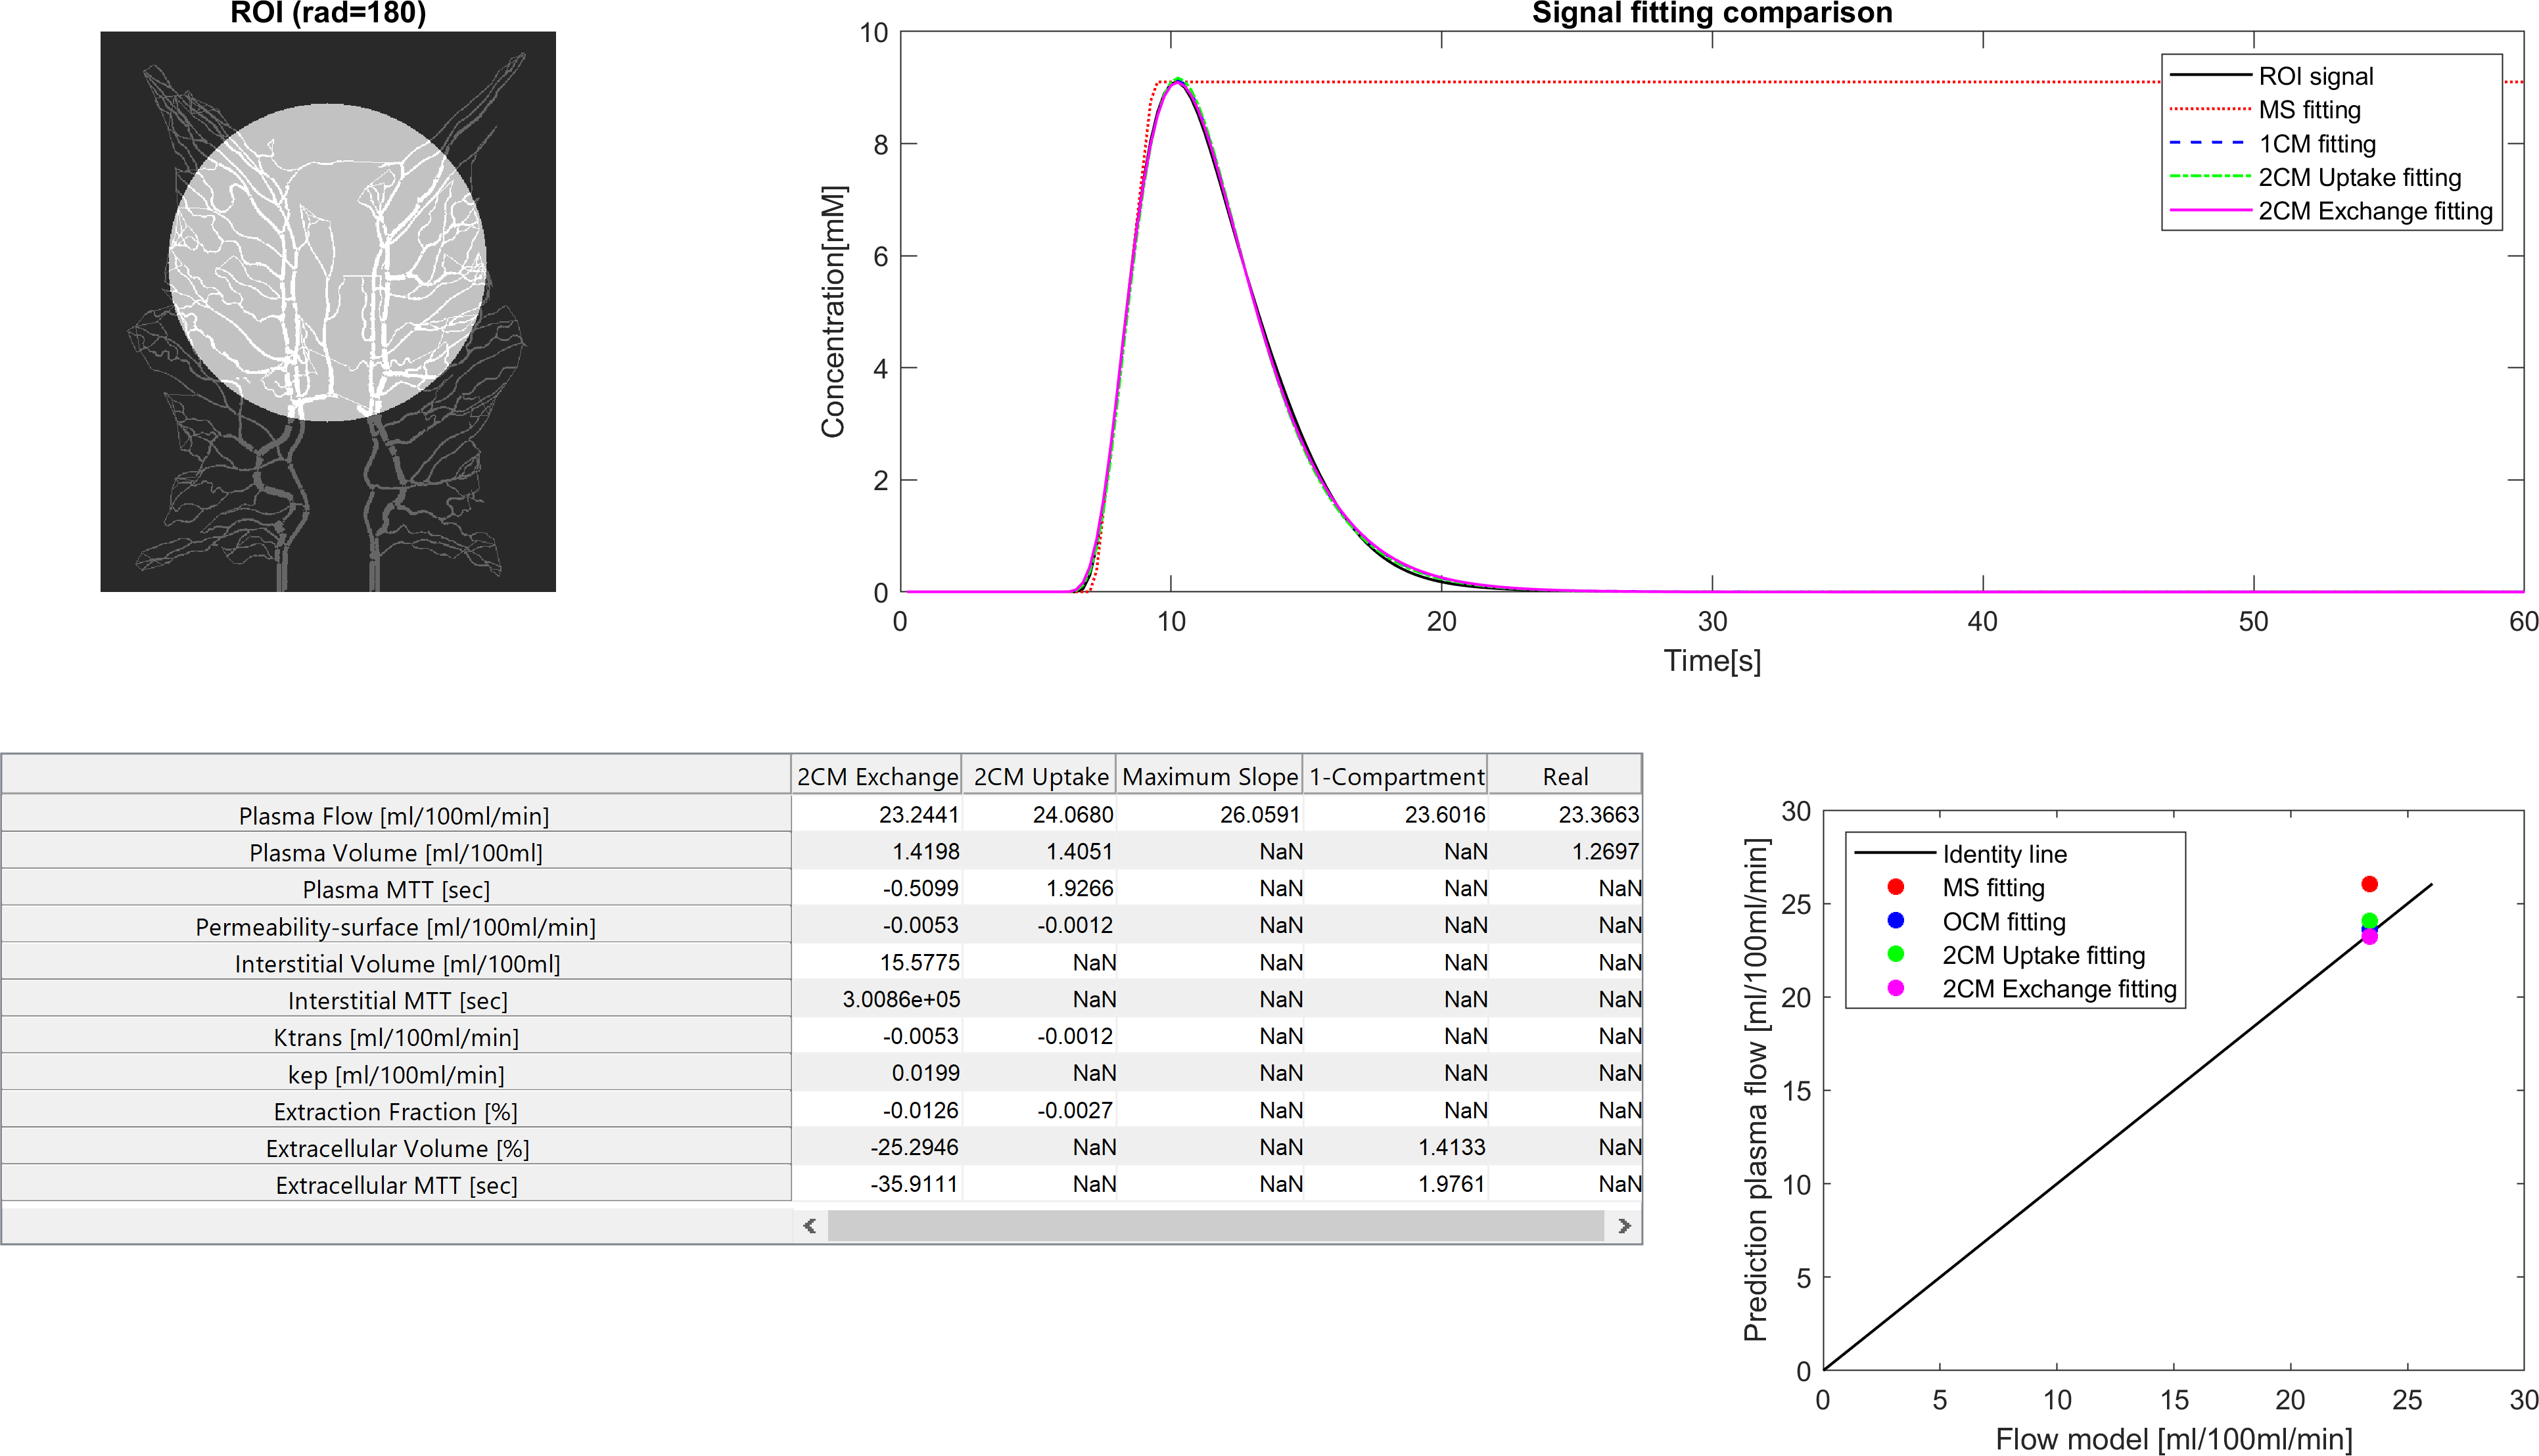 ROI (rad=180)
Signal fitting comparison
10
8
6
4
2
0
Concentration[mM]
0 10 20 30 40 50 60
Time[s]
ROI signal
MS fitting
1CM fitting
2CM Uptake fitting
2CM Exchange fitting
2CM Exchange 2CM Uptake Maximum Slope 1-Compartment Real
Plasma Flow [ml/100ml/min] 23.2441 24.0680 26.0591 23.6016 23.3663
Plasma Volume [ml/100ml] 1.4198 1.4051 NaN NaN 1.2697
Plasma MTT [sec] -0.5099 1.9266 NaN NaN NaN
Permeability-surface [ml/100ml/min] -0.0053 -0.0012 NaN NaN NaN
Interstitial Volume [ml/100ml] 15.5775 NaN NaN NaN NaN
Interstitial MTT [sec] 3.0086e+05 NaN NaN NaN NaN
Ktrans [ml/100ml/min] -0.0053 -0.0012 NaN NaN NaN
kep [ml/100ml/min] 0.0199 NaN NaN NaN NaN
Extraction Fraction [%] -0.0126 -0.0027 NaN NaN NaN
Extracellular Volume [%] -25.2946 NaN NaN 1.4133 NaN
Extracellular MTT [sec] -35.9111 NaN NaN 1.9761 NaN
30
25
20
15
10
5
0
Prediction plasma flow [ml/100ml/min]
Identity line
MS fitting
OCM fitting
2CM Uptake fitting
2CM Exchange fitting
0 5 10 15 20 25 30
Flow model [ml/100ml/min]